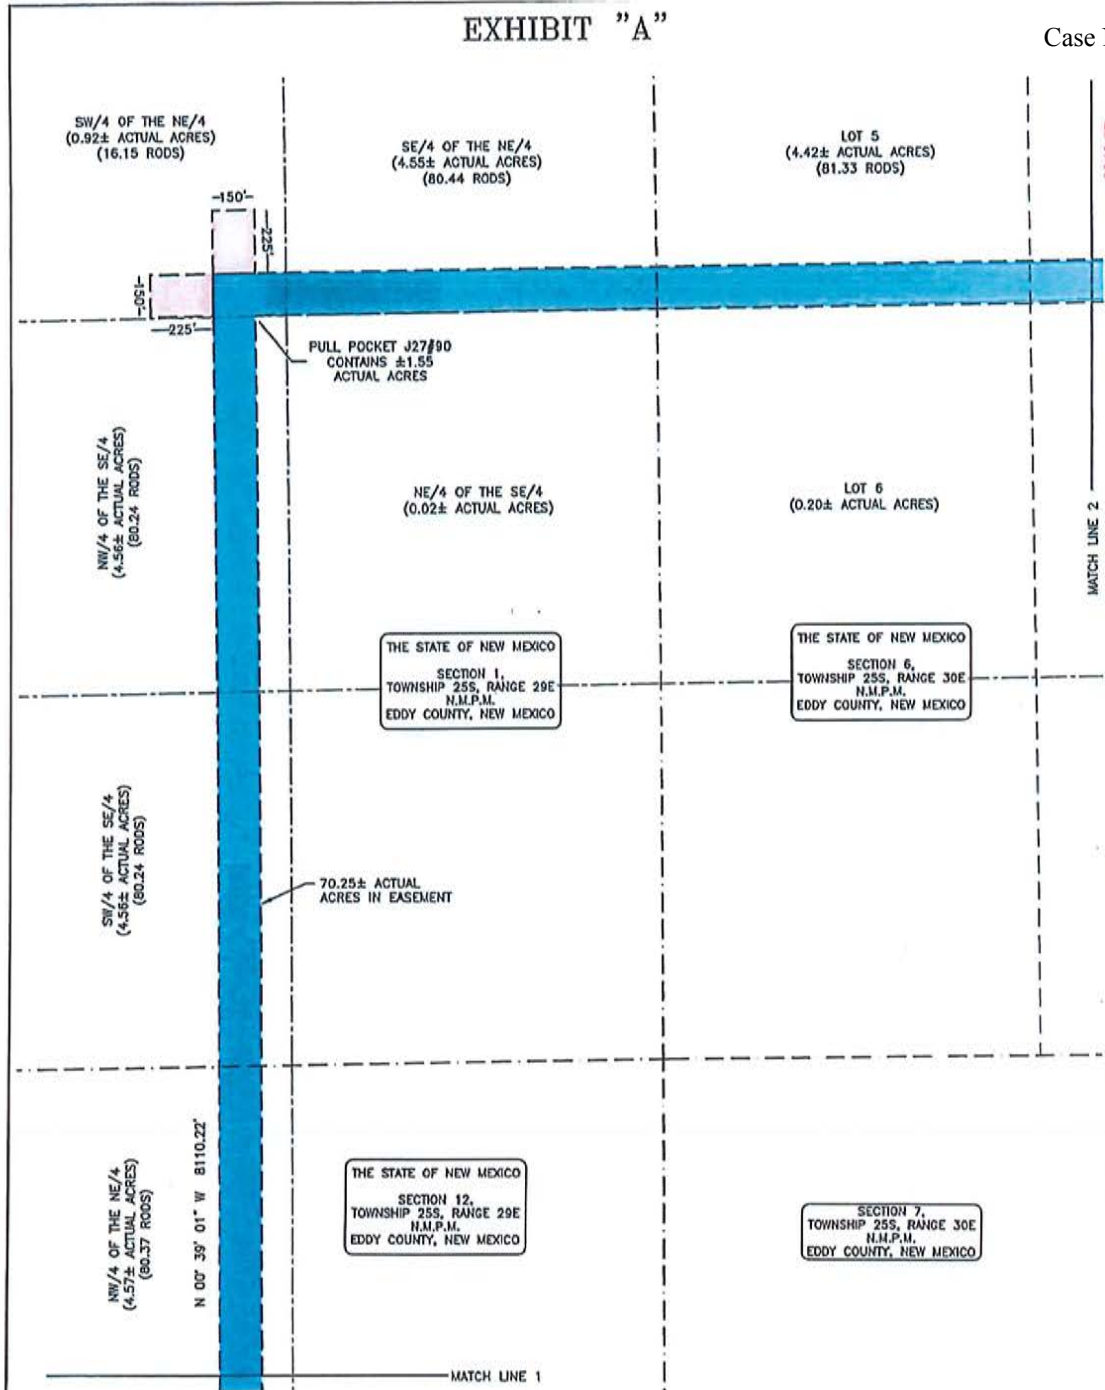 EXHIBIT "A"
Case
SW/4 OF THE NE/4
(0.92± ACTUAL ACRES)
(16.15 RODS)
SE/4 OF THE NE/4
(4.55± ACTUAL ACRES)
(80.44 RODS)
LOT 5
(4.42± ACTUAL ACRES)
(81.33 RODS)
-150'-
225'
-150'-
225'
PULL POCKET J27#90
CONTAINS ±1.55
ACTUAL ACRES
NW/4 OF THE SE/4
(4.56± ACTUAL ACRES)
(80.24 RODS)
NE/4 OF THE SE/4
(0.02± ACTUAL ACRES)
LOT 6
(0.20± ACTUAL ACRES)
MATCH LINE 2
THE STATE OF NEW MEXICO
SECTION 1,
TOWNSHIP 25S, RANGE 29E
N.M.P.M.
EDDY COUNTY, NEW MEXICO
THE STATE OF NEW MEXICO
SECTION 6,
TOWNSHIP 25S, RANGE 30E
N.M.P.M.
EDDY COUNTY, NEW MEXICO
SW/4 OF THE SE/4
(4.56± ACTUAL ACRES)
(80.24 RODS)
70.25± ACTUAL
ACRES IN EASEMENT
NW/4 OF THE NE/4
(4.57± ACTUAL ACRES)
(80.37 RODS)
N 00° 39' 01" W 8110.22'
THE STATE OF NEW MEXICO
SECTION 12,
TOWNSHIP 25S, RANGE 29E
N.M.P.M.
EDDY COUNTY, NEW MEXICO
SECTION 7,
TOWNSHIP 25S, RANGE 30E
N.M.P.M.
EDDY COUNTY, NEW MEXICO
MATCH LINE 1